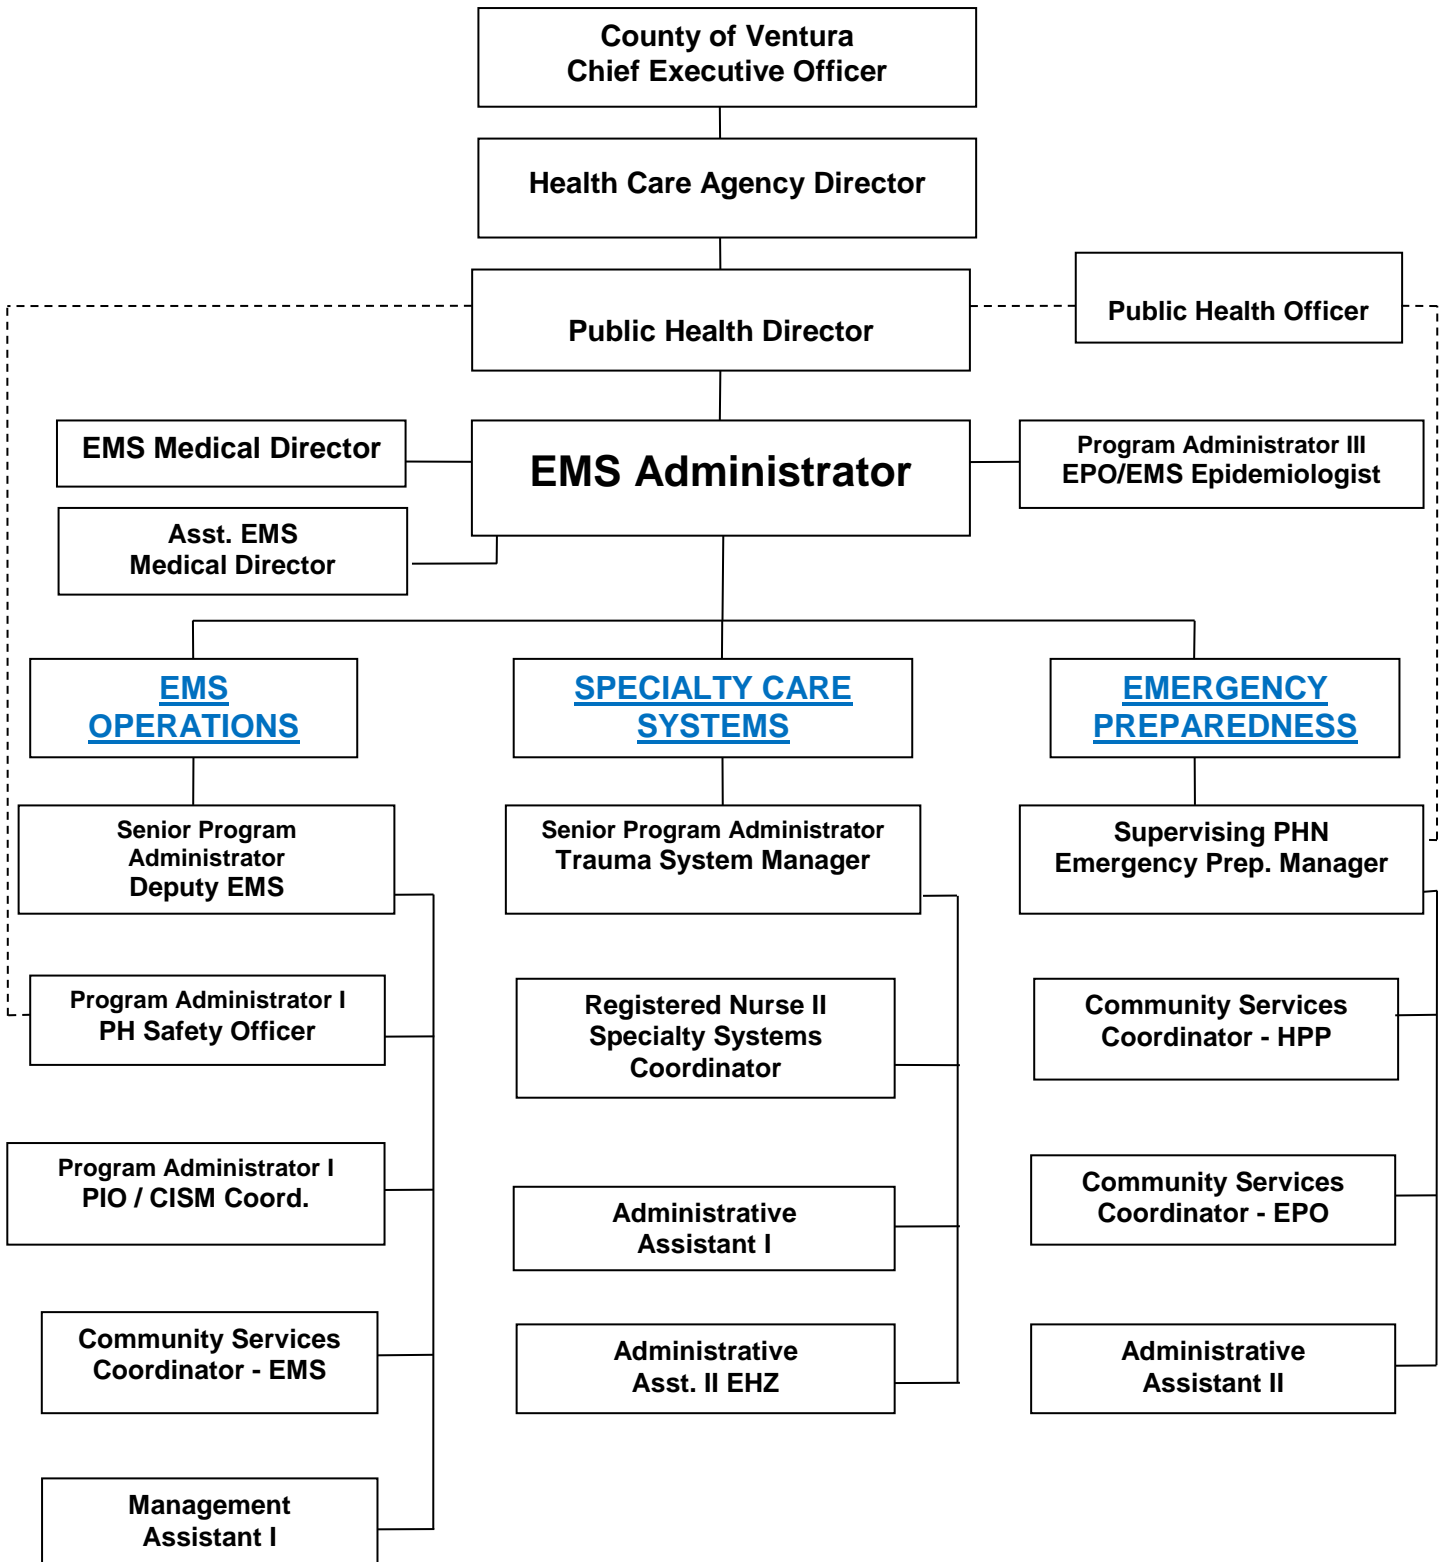 County of Ventura
Chief Executive Officer
Health Care Agency Director
Public Health Director
Public Health Officer
EMS Medical Director
EMS Administrator
Program Administrator III
EPO/EMS Epidemiologist
Asst. EMS
Medical Director
EMS
OPERATIONS
SPECIALTY CARE
SYSTEMS
EMERGENCY
PREPAREDNESS
Senior Program
Administrator
Deputy EMS
Senior Program Administrator
Trauma System Manager
Supervising PHN
Emergency Prep. Manager
Program Administrator I
PH Safety Officer
Registered Nurse II
Specialty Systems
Coordinator
Community Services
Coordinator - HPP
Program Administrator I
PIO / CISM Coord.
Administrative
Assistant I
Community Services
Coordinator - EPO
Community Services
Coordinator - EMS
Administrative
Asst. II EHZ
Administrative
Assistant II
Management
Assistant I